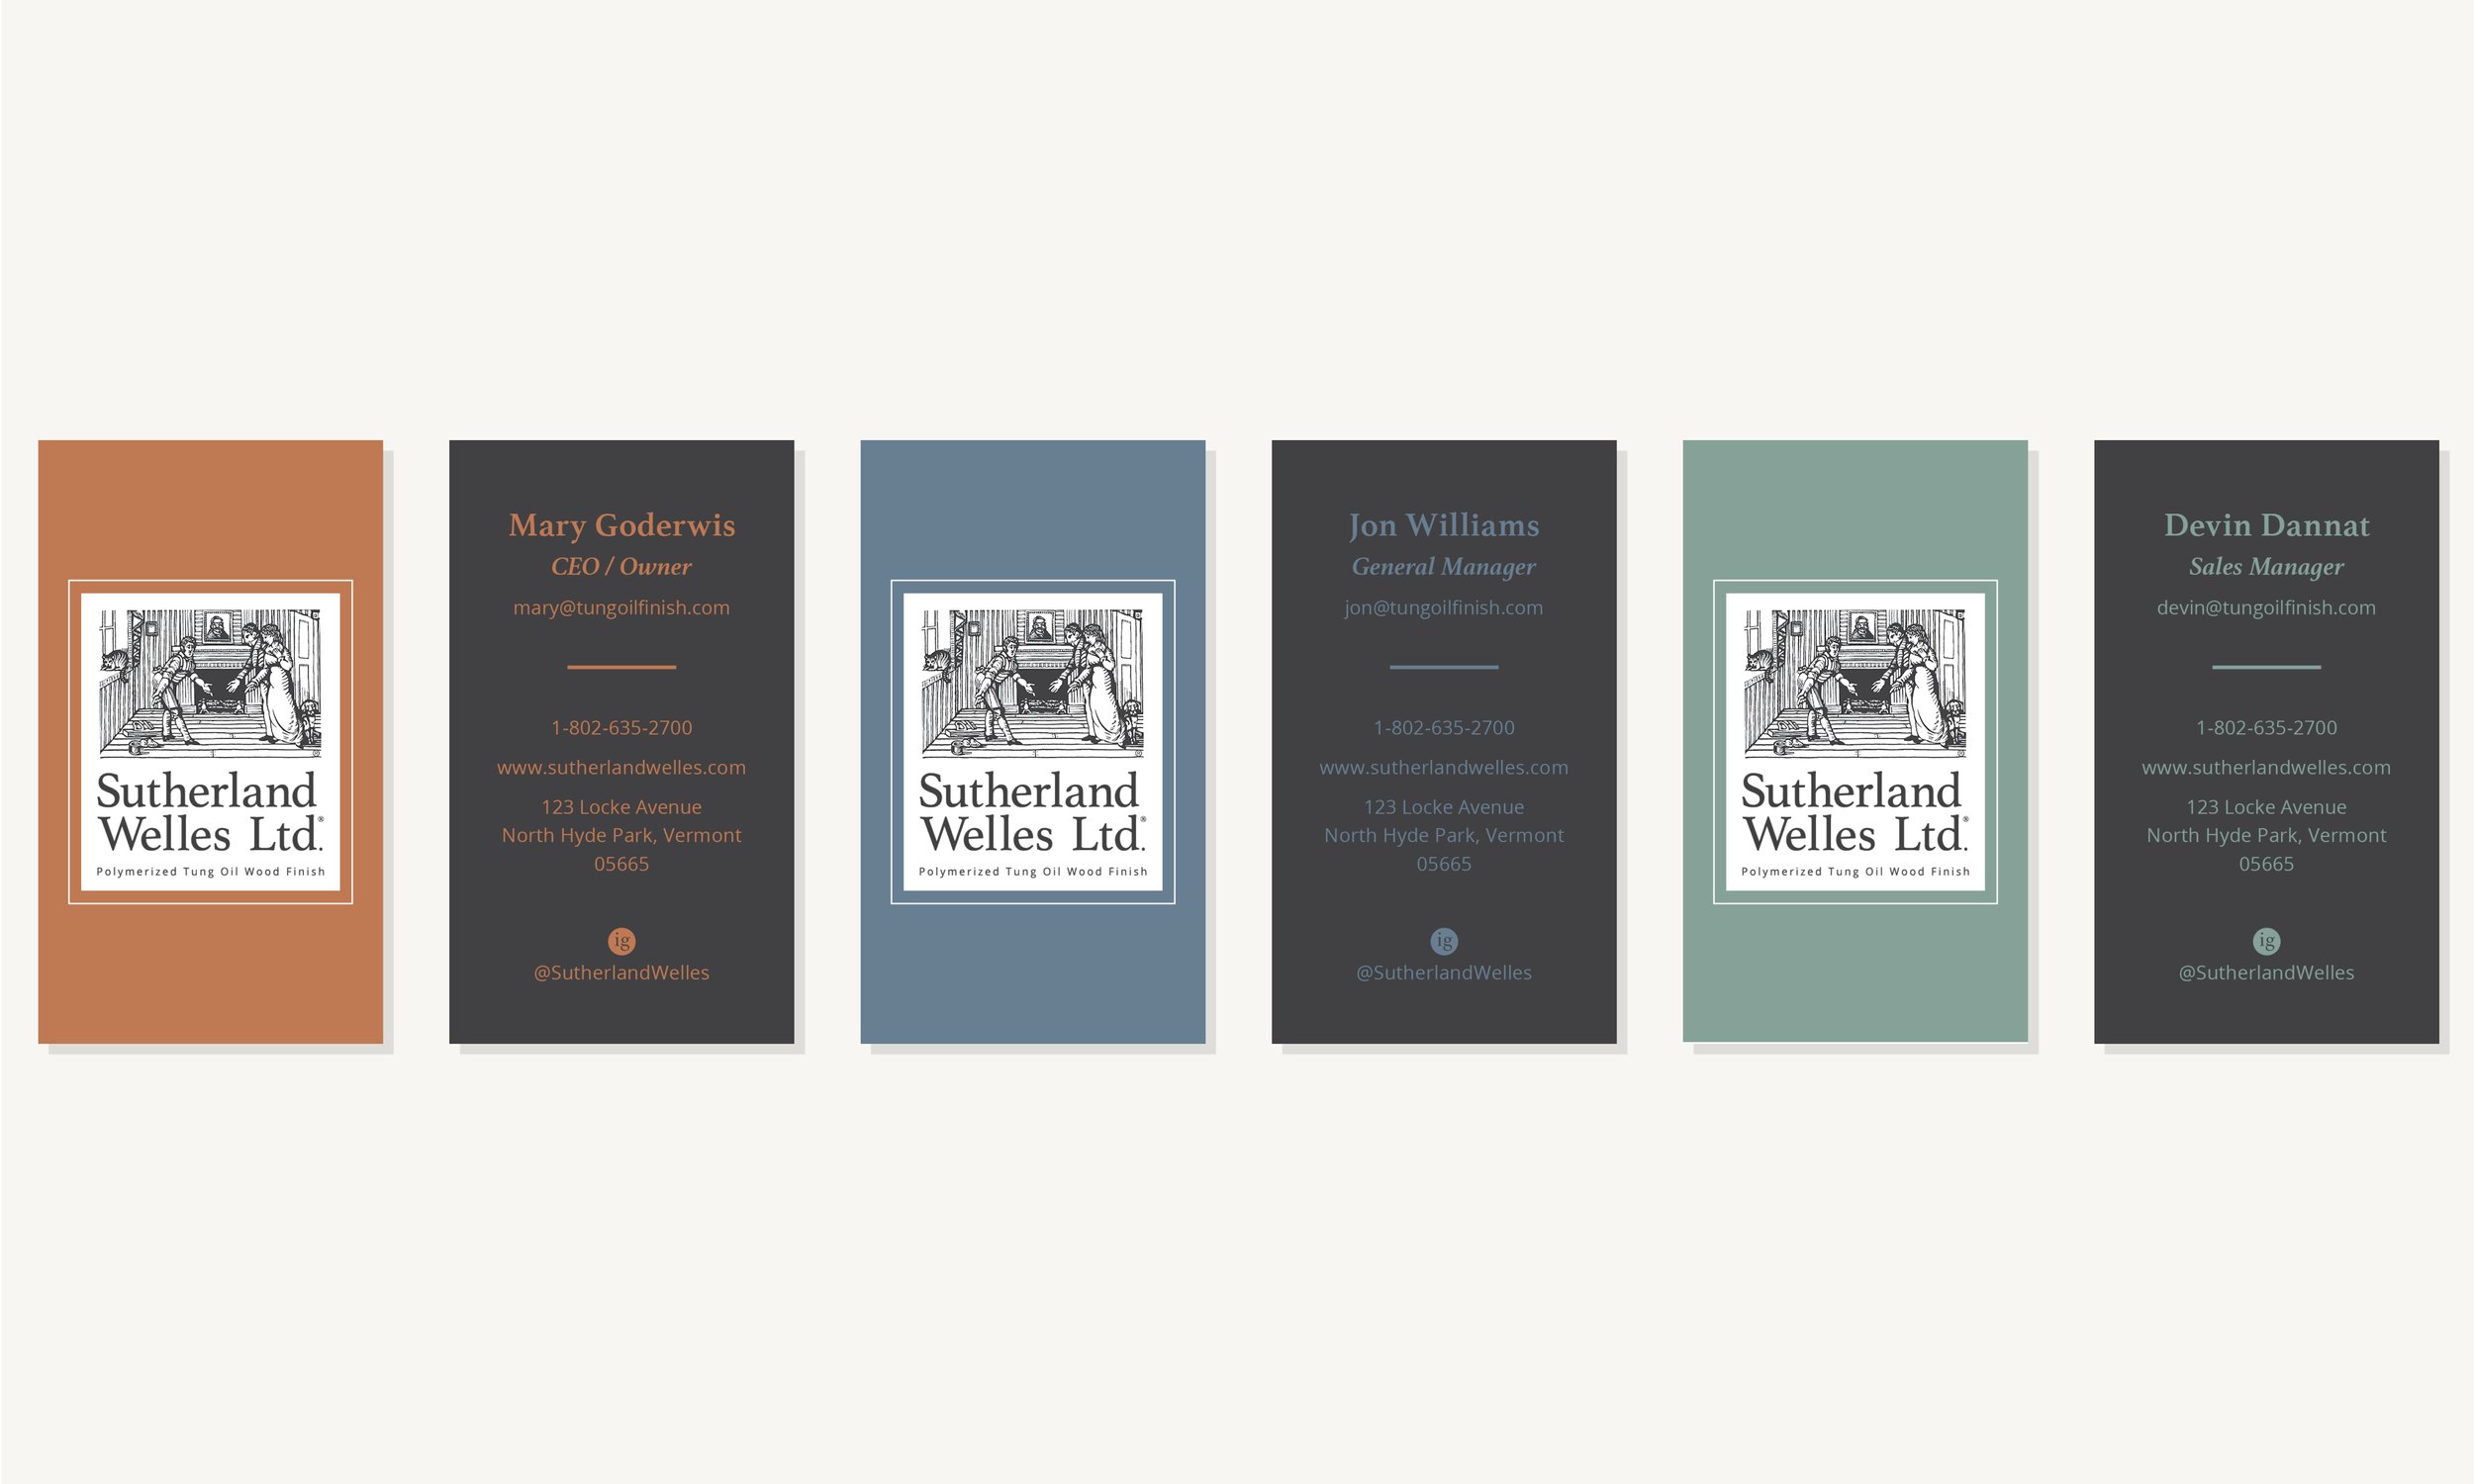 Sutherland
Welles Ltd.®
Polymerized Tung Oil Wood Finish
Mary Goderwis
CEO / Owner
mary@tungoilfinish.com
1-802-635-2700
www.sutherlandwelles.com
123 Locke Avenue
North Hyde Park, Vermont
05665
ig
@SutherlandWelles
Sutherland
Welles Ltd.®
Polymerized Tung Oil Wood Finish
Jon Williams
General Manager
jon@tungoilfinish.com
1-802-635-2700
www.sutherlandwelles.com
123 Locke Avenue
North Hyde Park, Vermont
05665
ig
@SutherlandWelles
Sutherland
Welles Ltd.®
Polymerized Tung Oil Wood Finish
Devin Dannat
Sales Manager
devin@tungoilfinish.com
1-802-635-2700
www.sutherlandwelles.com
123 Locke Avenue
North Hyde Park, Vermont
05665
ig
@SutherlandWelles